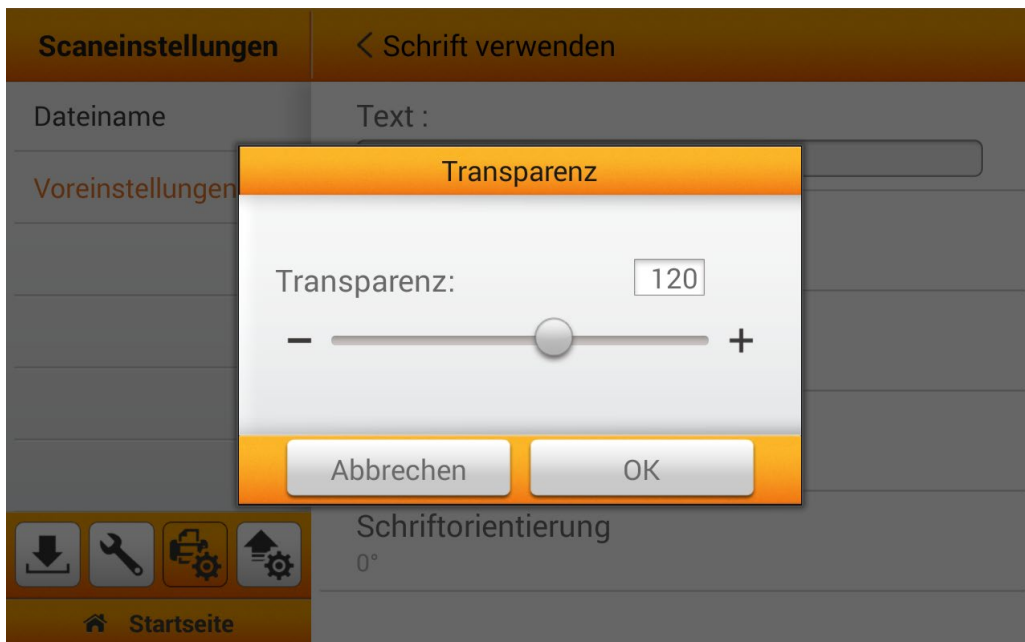 Scaneinstellungen
< Schrift verwenden
Dateiname
Text :
Voreinstellungen
Transparenz
Transparenz:
120
− +
Abbrechen
OK
Schriftorientierung
0°
Startseite